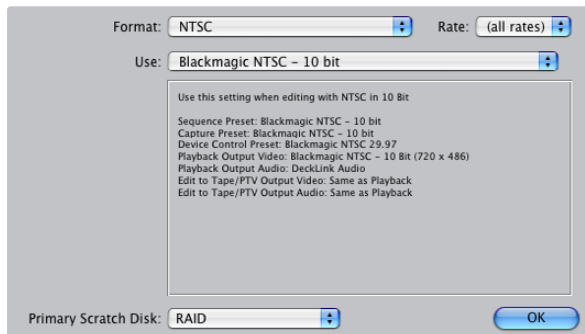 Format: NTSC Rate: (all rates)
Use: Blackmagic NTSC – 10 bit
Use this setting when editing with NTSC in 10 Bit
Sequence Preset: Blackmagic NTSC – 10 bit
Capture Preset: Blackmagic NTSC – 10 bit
Device Control Preset: Blackmagic NTSC 29.97
Playback Output Video: Blackmagic NTSC – 10 Bit (720 x 486)
Playback Output Audio: DeckLink Audio
Edit to Tape/PTV Output Video: Same as Playback
Edit to Tape/PTV Output Audio: Same as Playback
Primary Scratch Disk: RAID OK